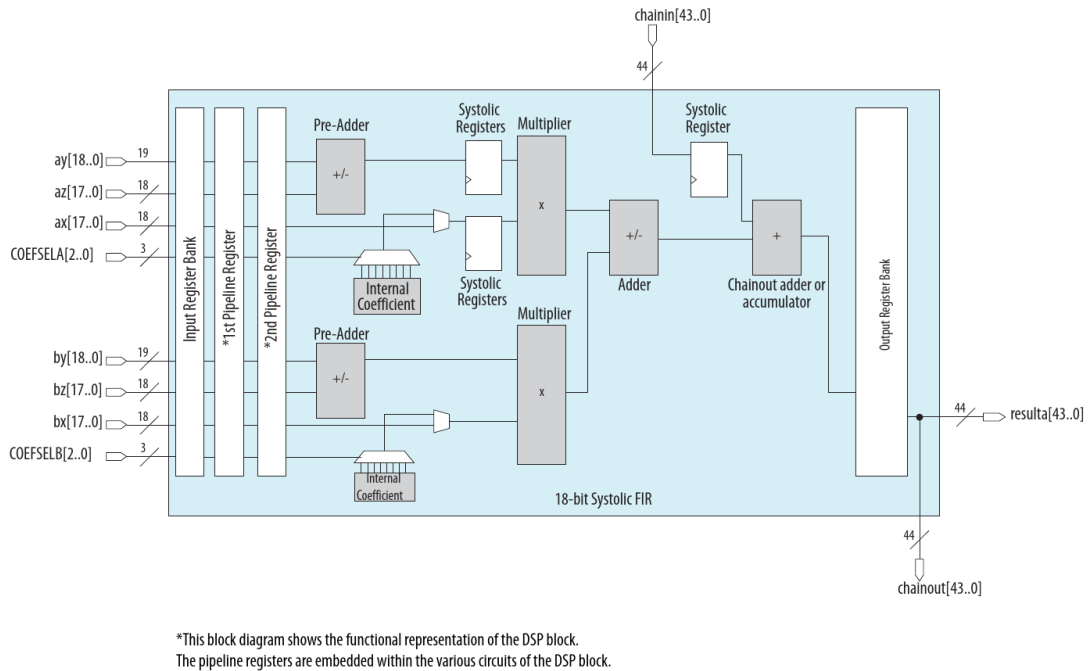 chainin[43..0]
44
Systolic
Registers
Multiplier
Systolic
Register
Pre-Adder
ay[18..0]
19
+/-
az[17..0]
18
x
ax[17..0]
18
+/-
+
COEFSELA[2..0]
3
Internal
Coefficient
Systolic
Registers
Adder
Chainout adder or
accumulator
Input Register Bank
*1st Pipeline Register
*2nd Pipeline Register
Output Register Bank
Multiplier
Pre-Adder
by[18..0]
19
+/-
bz[17..0]
18
x
bx[17..0]
18
44
resulta[43..0]
COEFSELB[2..0]
3
Internal
Coefficient
18-bit Systolic FIR
44
chainout[43..0]
*This block diagram shows the functional representation of the DSP block.
The pipeline registers are embedded within the various circuits of the DSP block.